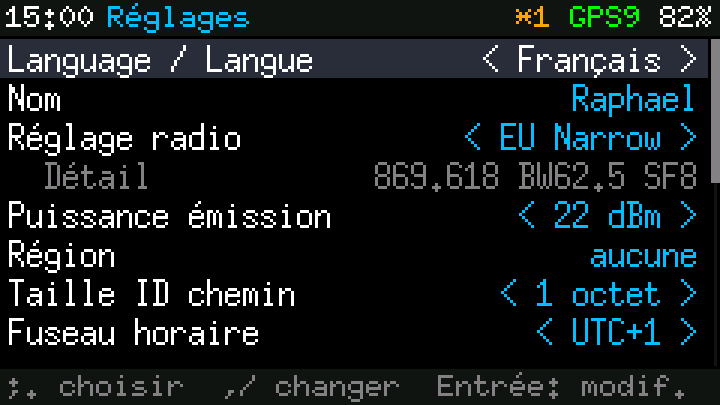 15:00 Réglages ⚹1 GPS9 82%
Language / Langue < Français >
Nom Raphael
Réglage radio < EU Narrow >
Détail 869.618 BW62.5 SF8
Puissance émission < 22 dBm >
Région aucune
Taille ID chemin < 1 octet >
Fuseau horaire < UTC+1 >
;. choisir ,/ changer Entrée: modif.